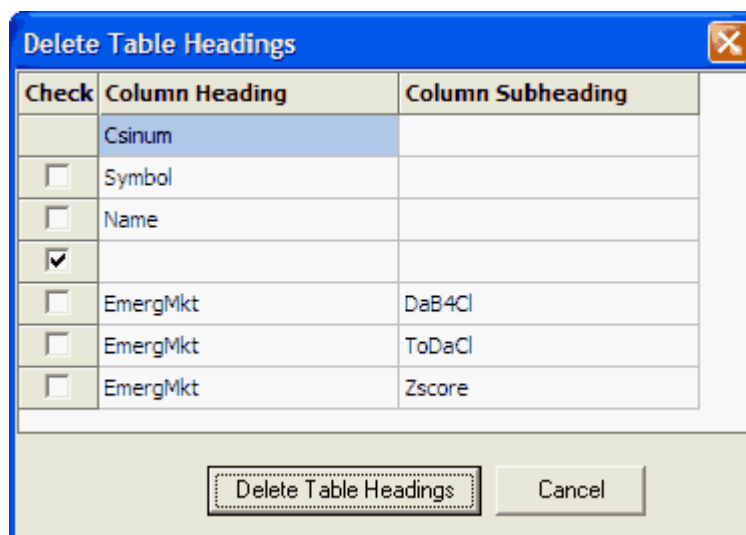 Delete Table Headings
Check Column Heading Column Subheading
Csinum
Symbol
Name
EmergMkt DaB4Cl
EmergMkt ToDaCl
EmergMkt Zscore
Delete Table Headings Cancel